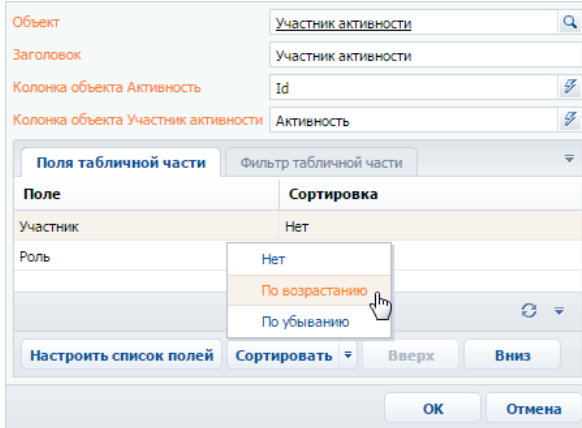 Объект Участник активности
Заголовок Участник активности
Колонка объекта Активность Id
Колонка объекта Участник активности Активность
Поля табличной части Фильтр табличной части
Поле Сортировка
Участник Нет
Роль
Нет
По возрастанию
По убыванию
Настроить список полей Сортировать Вверх Вниз
ОК Отмена